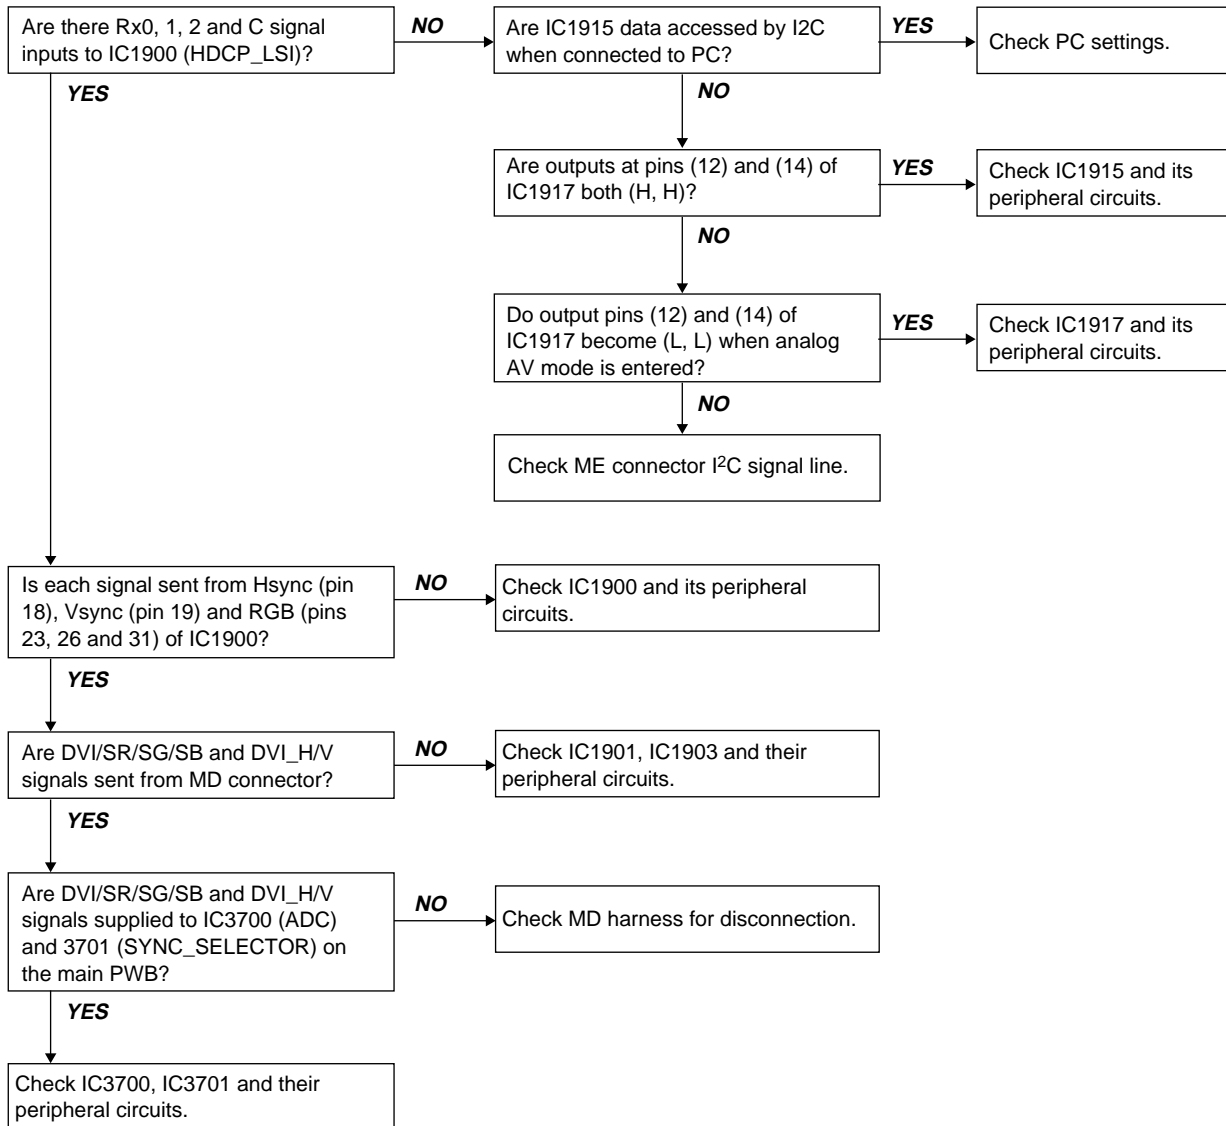 Are there Rx0, 1, 2 and C signal
inputs to IC1900 (HDCP_LSI)?
NO
Are IC1915 data accessed by I2C
when connected to PC?
YES
Check PC settings.
YES
NO
Are outputs at pins (12) and (14) of
IC1917 both (H, H)?
YES
Check IC1915 and its
peripheral circuits.
NO
Do output pins (12) and (14) of
IC1917 become (L, L) when analog
AV mode is entered?
YES
Check IC1917 and its
peripheral circuits.
NO
Check ME connector I²C signal line.
Is each signal sent from Hsync (pin
18), Vsync (pin 19) and RGB (pins
23, 26 and 31) of IC1900?
NO
Check IC1900 and its peripheral
circuits.
YES
Are DVI/SR/SG/SB and DVI_H/V
signals sent from MD connector?
NO
Check IC1901, IC1903 and their
peripheral circuits.
YES
Are DVI/SR/SG/SB and DVI_H/V
signals supplied to IC3700 (ADC)
and 3701 (SYNC_SELECTOR) on
the main PWB?
NO
Check MD harness for disconnection.
YES
Check IC3700, IC3701 and their
peripheral circuits.